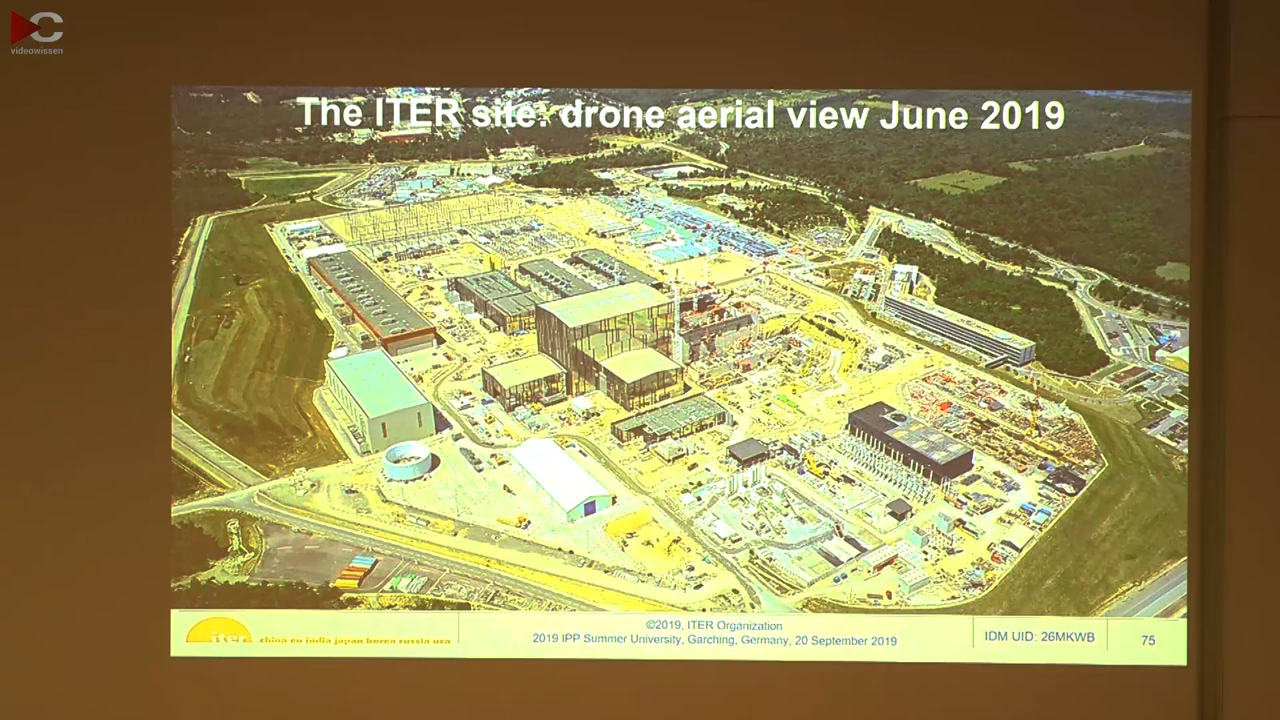 videowissen
The ITER site: drone aerial view June 2019
iter
china eu india japan korea russia usa
©2019, ITER Organization
2019 IPP Summer University, Garching, Germany, 20 September 2019
IDM UID: 26MKWB
75